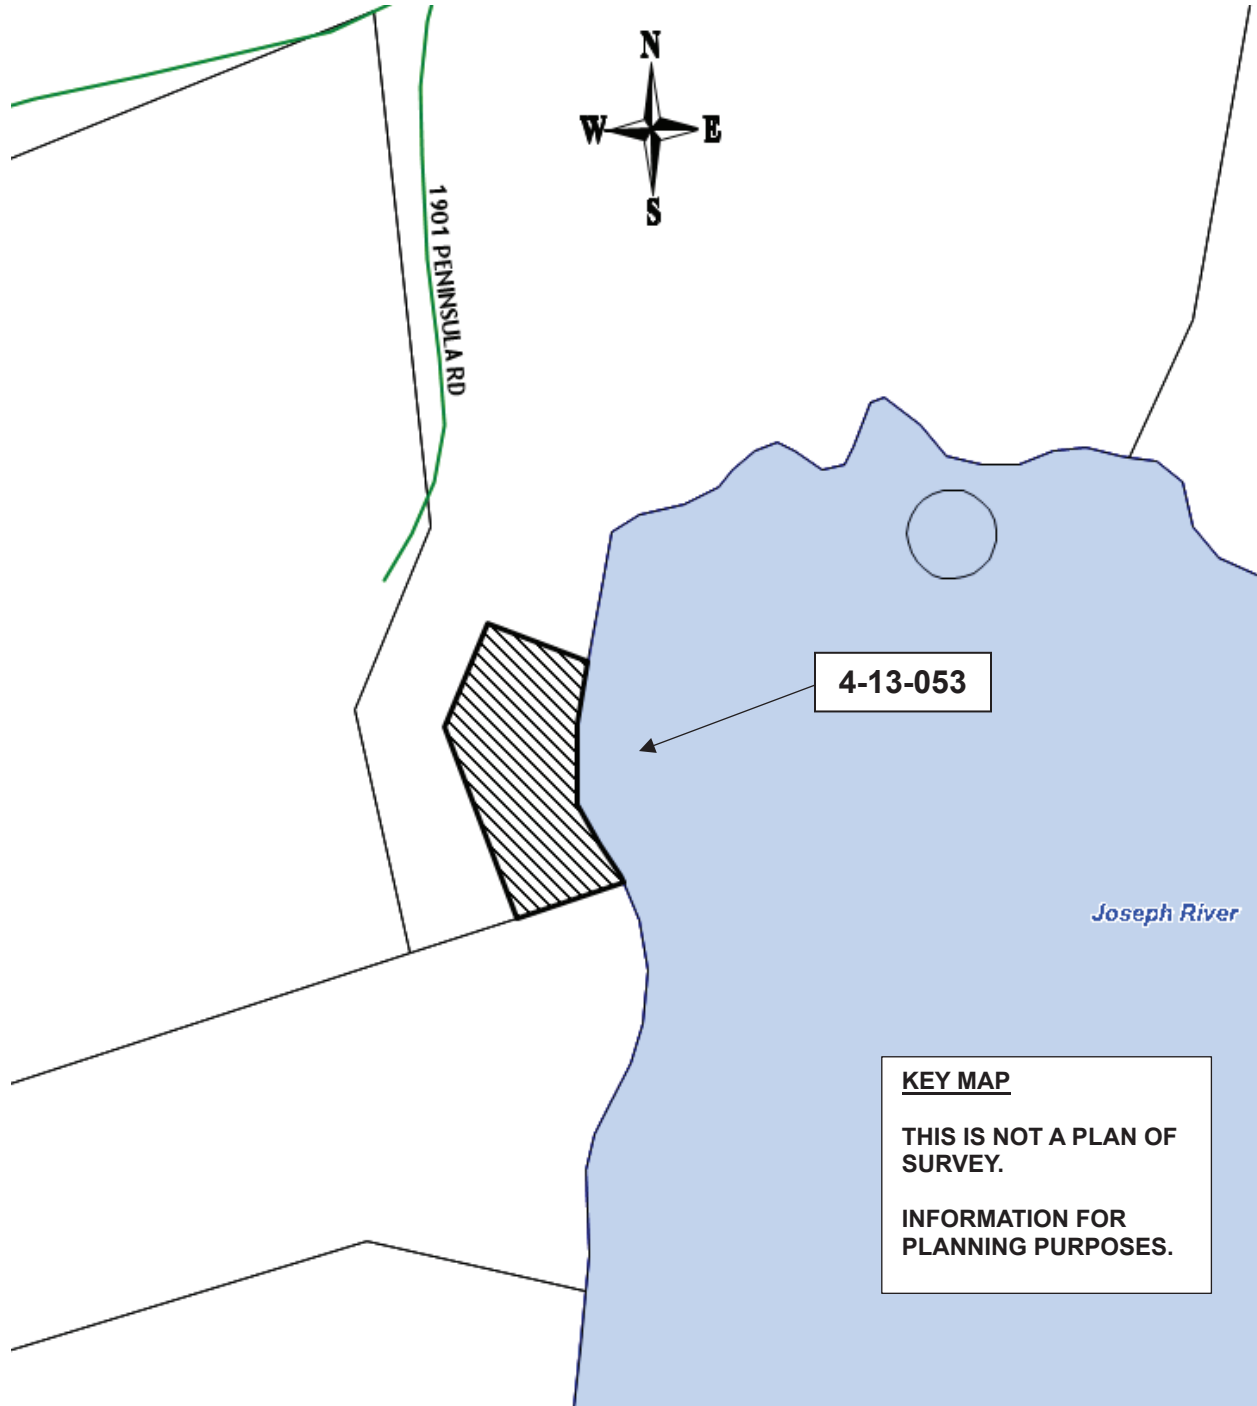 N
W E
S
1901 PENINSULA RD
4-13-053
Joseph River
KEY MAP
THIS IS NOT A PLAN OF
SURVEY.
INFORMATION FOR
PLANNING PURPOSES.